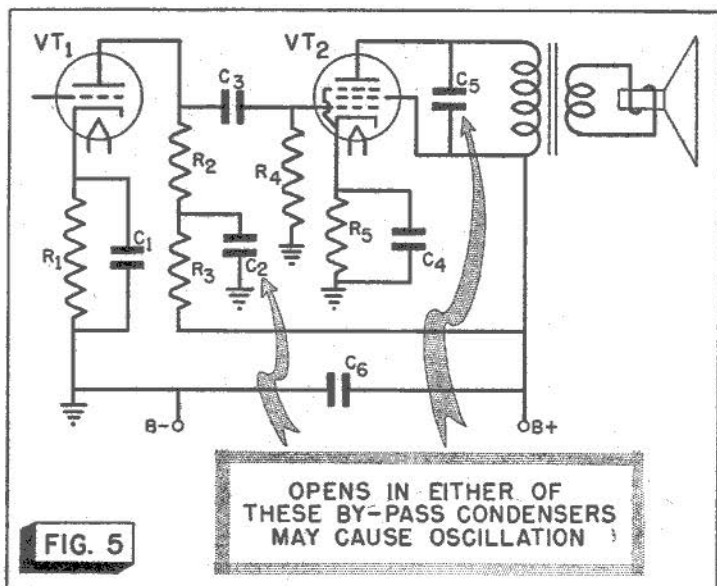 VT1
VT2
C3
C5
R2
R4
R1
C1
R3
C2
R5
C4
C6
B-
B+
OPENS IN EITHER OF
THESE BY-PASS CONDENSERS
MAY CAUSE OSCILLATION
FIG. 5